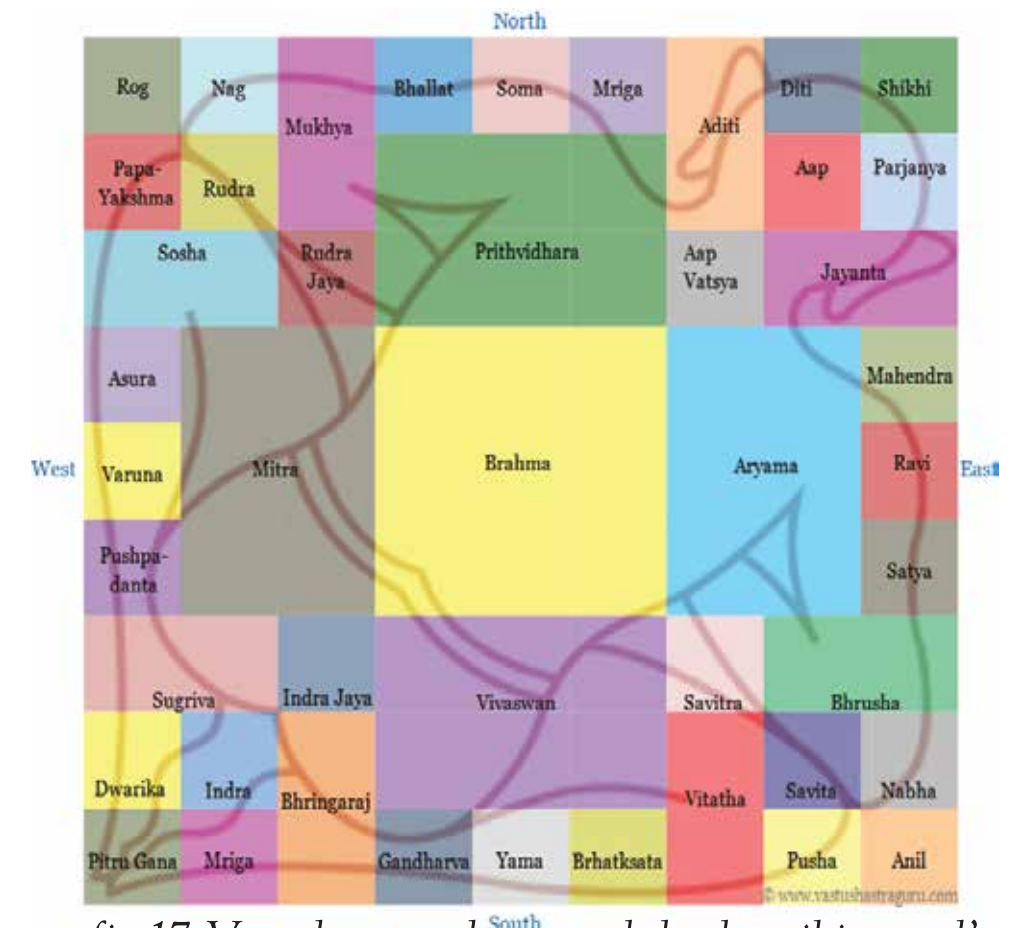 North
Rog
Nag
Mukhya
Bhallat
Soma
Mriga
Aditi
Diti
Shikhi
Papa-
Yakshma
Rudra
Aap
Parjanya
Sosha
Rudra
Jaya
Prithvidhara
Aap
Vatsya
Jayanta
Asura
Mahendra
West
Varuna
Mitra
Brahma
Aryama
Ravi
East
Pushpa-
danta
Satya
Sugriva
Indra Jaya
Vivaswan
Savitra
Bhrusha
Dwarika
Indra
Bhringaraj
Vitatha
Savita
Nabha
Pitru Gana
Mriga
Gandharva
Yama
Brhatksata
Pusha
Anil
© www.vastushastraguru.com
South